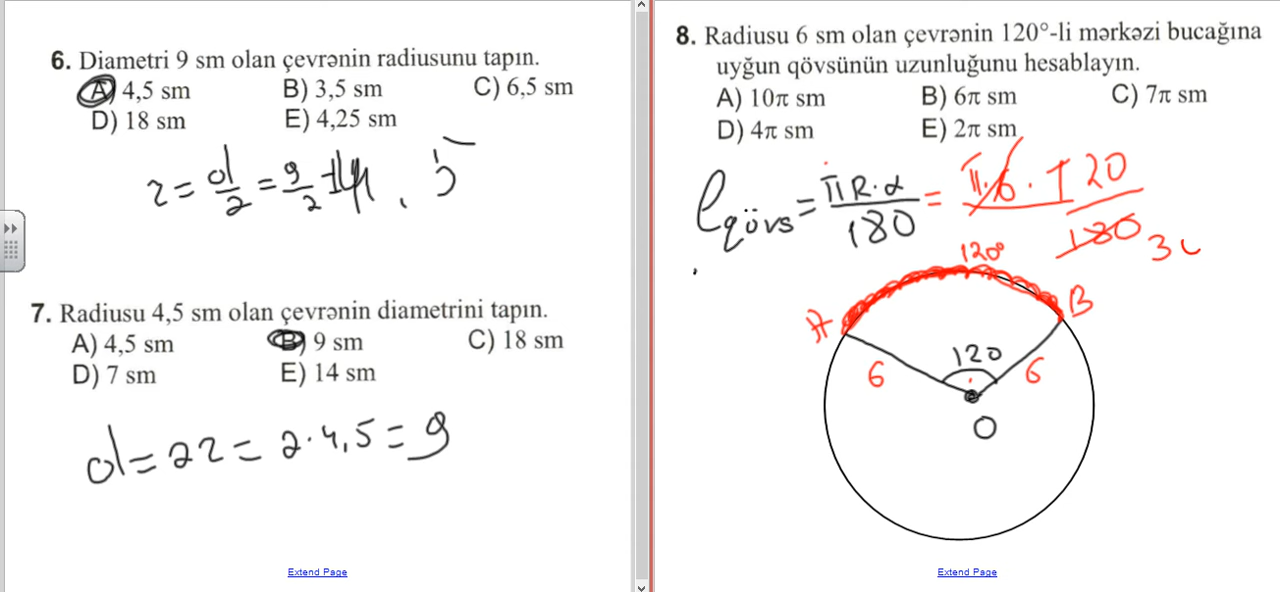 6. Diametri 9 sm olan çevrənin radiusunu tapın.
A) 4,5 sm B) 3,5 sm C) 6,5 sm
D) 18 sm E) 4,25 sm
r = d/2 = 9/2 = 4,5
7. Radiusu 4,5 sm olan çevrənin diametrini tapın.
A) 4,5 sm B) 9 sm C) 18 sm
D) 7 sm E) 14 sm
d = 2r = 2·4,5 = 9
Extend Page
8. Radiusu 6 sm olan çevrənin 120°-li mərkəzi bucağına
uyğun qövsünün uzunluğunu hesablayın.
A) 10π sm B) 6π sm C) 7π sm
D) 4π sm E) 2π sm
ℓqövs = πR·α/180 = π·6·120/180
120°
A B
120
6 6
O
Extend Page